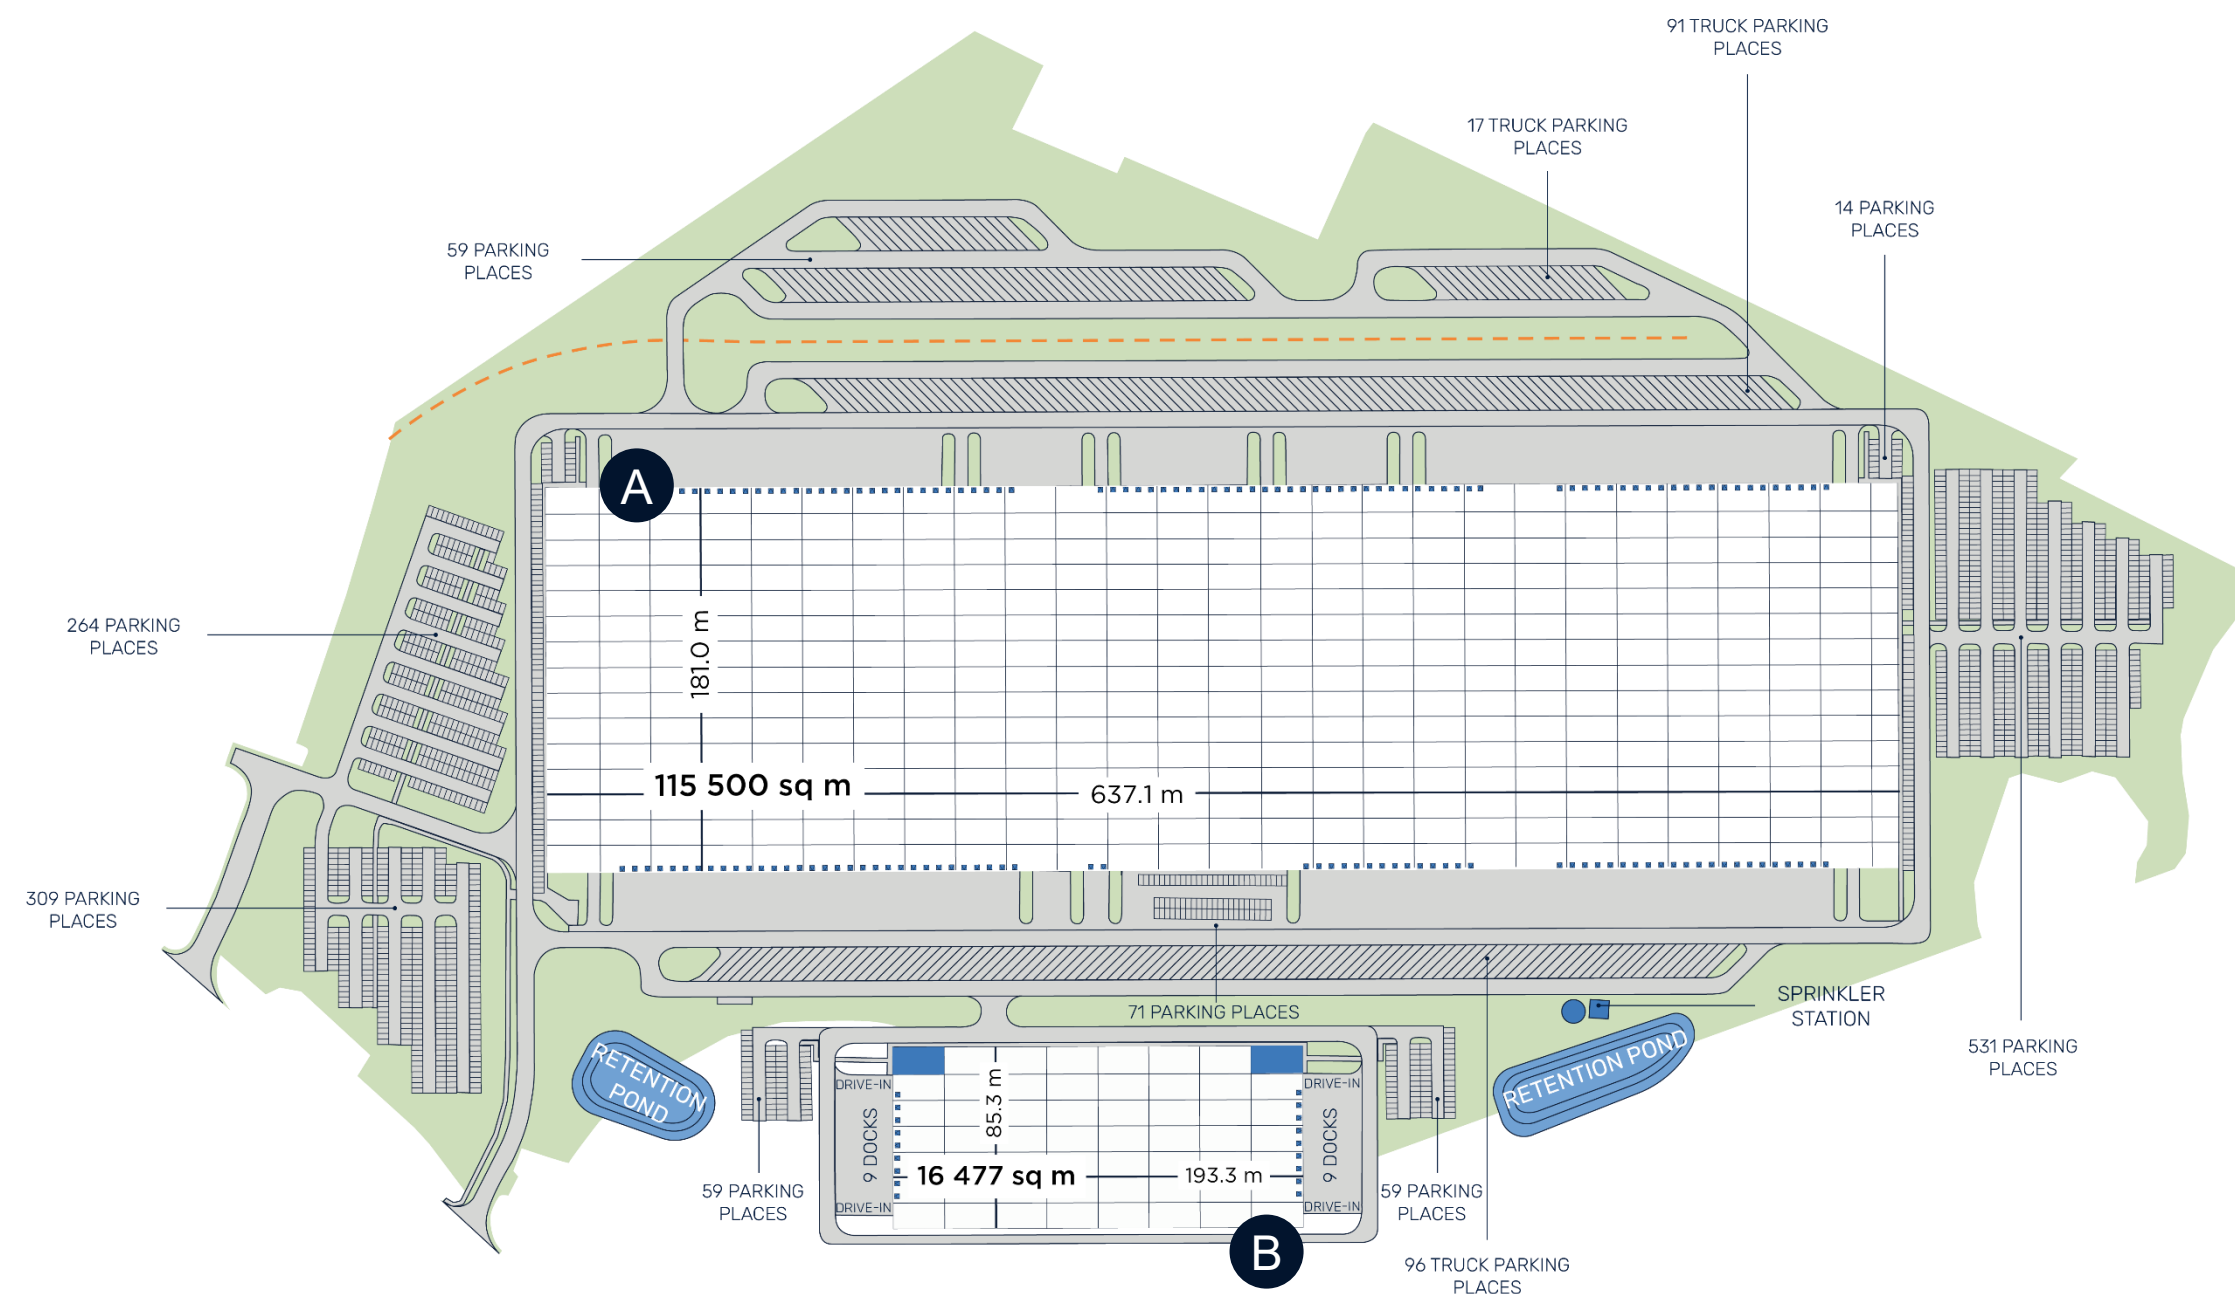 91 TRUCK PARKING
PLACES
17 TRUCK PARKING
PLACES
14 PARKING
PLACES
59 PARKING
PLACES
A
264 PARKING
PLACES
181.0 m
115 500 sq m
637.1 m
309 PARKING
PLACES
71 PARKING PLACES
SPRINKLER
STATION
531 PARKING
PLACES
RETENTION
POND
RETENTION POND
DRIVE-IN
DRIVE-IN
85.3 m
9 DOCKS
9 DOCKS
16 477 sq m
193.3 m
DRIVE-IN
DRIVE-IN
59 PARKING
PLACES
59 PARKING
PLACES
B
96 TRUCK PARKING
PLACES